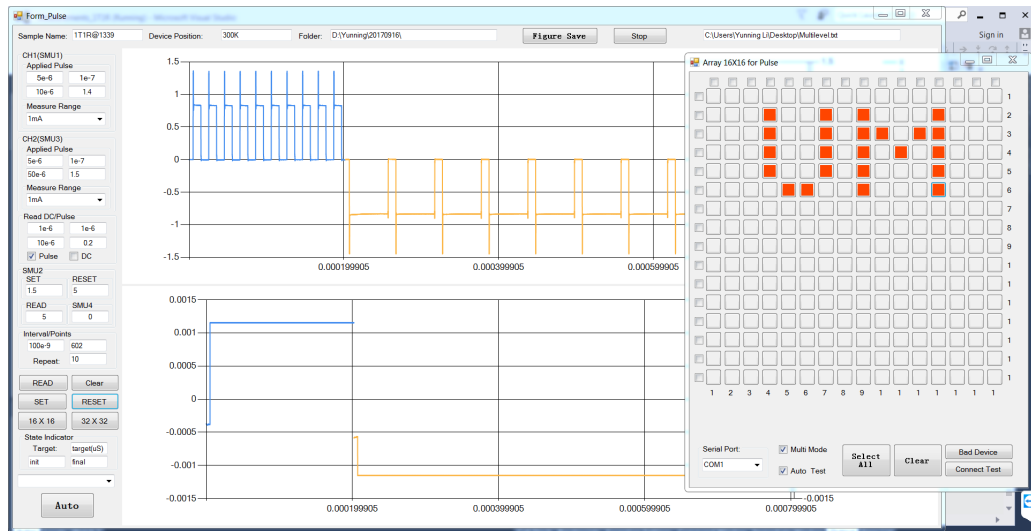 Form_Pulse
Sample Name: 1T1R@1339 Device Position: 300K Folder: D:\Yunning\20170916\ Figure Save Stop C:\Users\Yunning Li\Desktop\Multilevel.txt Sign in
CH1(SMU1)
Applied Pulse
5e-6 1e-7
10e-6 1.4
Measure Range
1mA
CH2(SMU3)
Applied Pulse
5e-6 1e-7
50e-6 1.5
Measure Range
1mA
Read DC/Pulse
1e-6 1e-6
10e-6 0.2
Pulse DC
SMU2
SET RESET
1.5 5
READ SMU4
5 0
Interval/Points
100e-9 602
Repeat: 10
READ Clear
SET RESET
16 X 16 32 X 32
State Indicator
Target: target(uS)
init final
Auto
1.5
1
0.5
0
-0.5
-1
-1.5
0.000199905 0.000399905 0.000599905
0.0015
0.001
0.0005
0
-0.0005
-0.001
-0.0015 -0.0015
0.000199905 0.000399905 0.000599905 0.000799905
Array 16X16 for Pulse
1
2
3
4
5
6
7
8
9
1
1
1
1
1
1
1
1 2 3 4 5 6 7 8 9 1 1 1 1 1 1 1
Serial Port:
COM1
Multi Mode
Auto Test
Select All
Clear
Bad Device
Connect Test